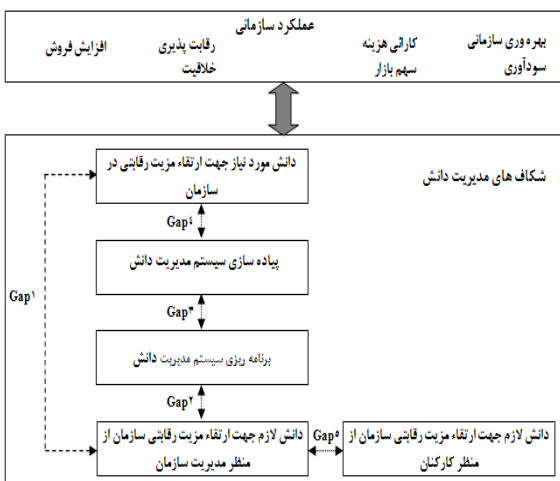 عملکرد سازمانی
بهره وری سازمانی
سودآوری
کارائی هزینه
سهم بازار
رقابت پذیری
خلاقیت
افزایش فروش
شکاف های مدیریت دانش
دانش مورد نیاز جهت ارتقاء مزیت رقابتی در
سازمان
Gap۴
پیاده سازی سیستم مدیریت دانش
Gap۱
Gap۳
برنامه ریزی سیستم مدیریت دانش
Gap۲
دانش لازم جهت ارتقاء مزیت رقابتی سازمان از
منظر کارکنان
Gap۵
دانش لازم جهت ارتقاء مزیت رقابتی سازمان از
منظر مدیریت سازمان